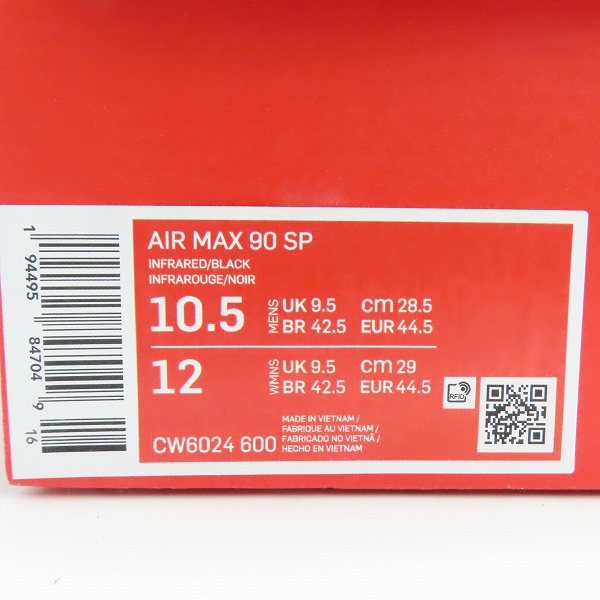 AIR MAX 90 SP
INFRARED/BLACK
INFRAROUGE/NOIR
10.5 MENS UK 9.5 CM 28.5
BR 42.5 EUR 44.5
12 WMNS UK 9.5 CM 29
BR 42.5 EUR 44.5
RFID
CW6024 600
MADE IN VIETNAM /
FABRIQUE AU VIETNAM /
FABRICADO NO VIETNÃ /
HECHO EN VIETNAM
1 94495 84704 9 16